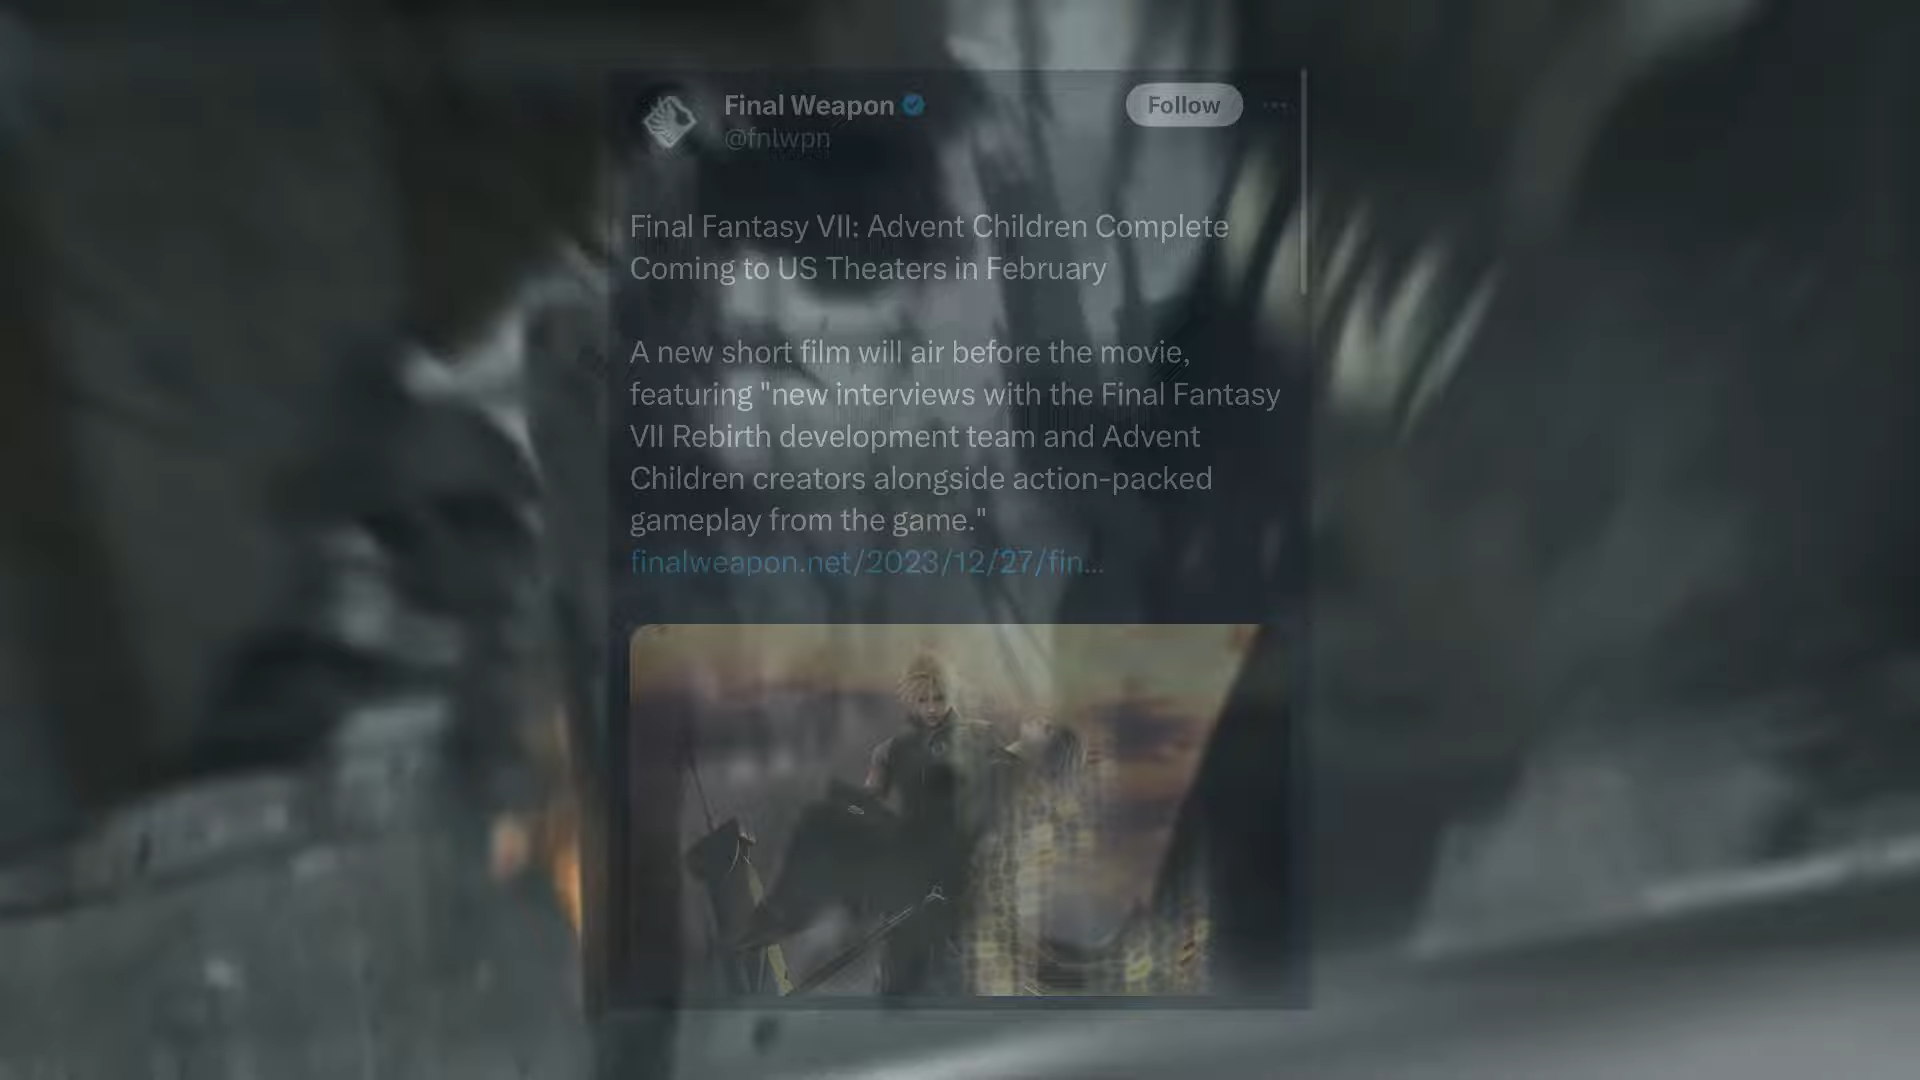 Final Weapon
Follow
@fnlwpn
Final Fantasy VII: Advent Children Complete
Coming to US Theaters in February
A new short film will air before the movie,
featuring "new interviews with the Final Fantasy
VII Rebirth development team and Advent
Children creators alongside action-packed
gameplay from the game."
finalweapon.net/2023/12/27/fin...